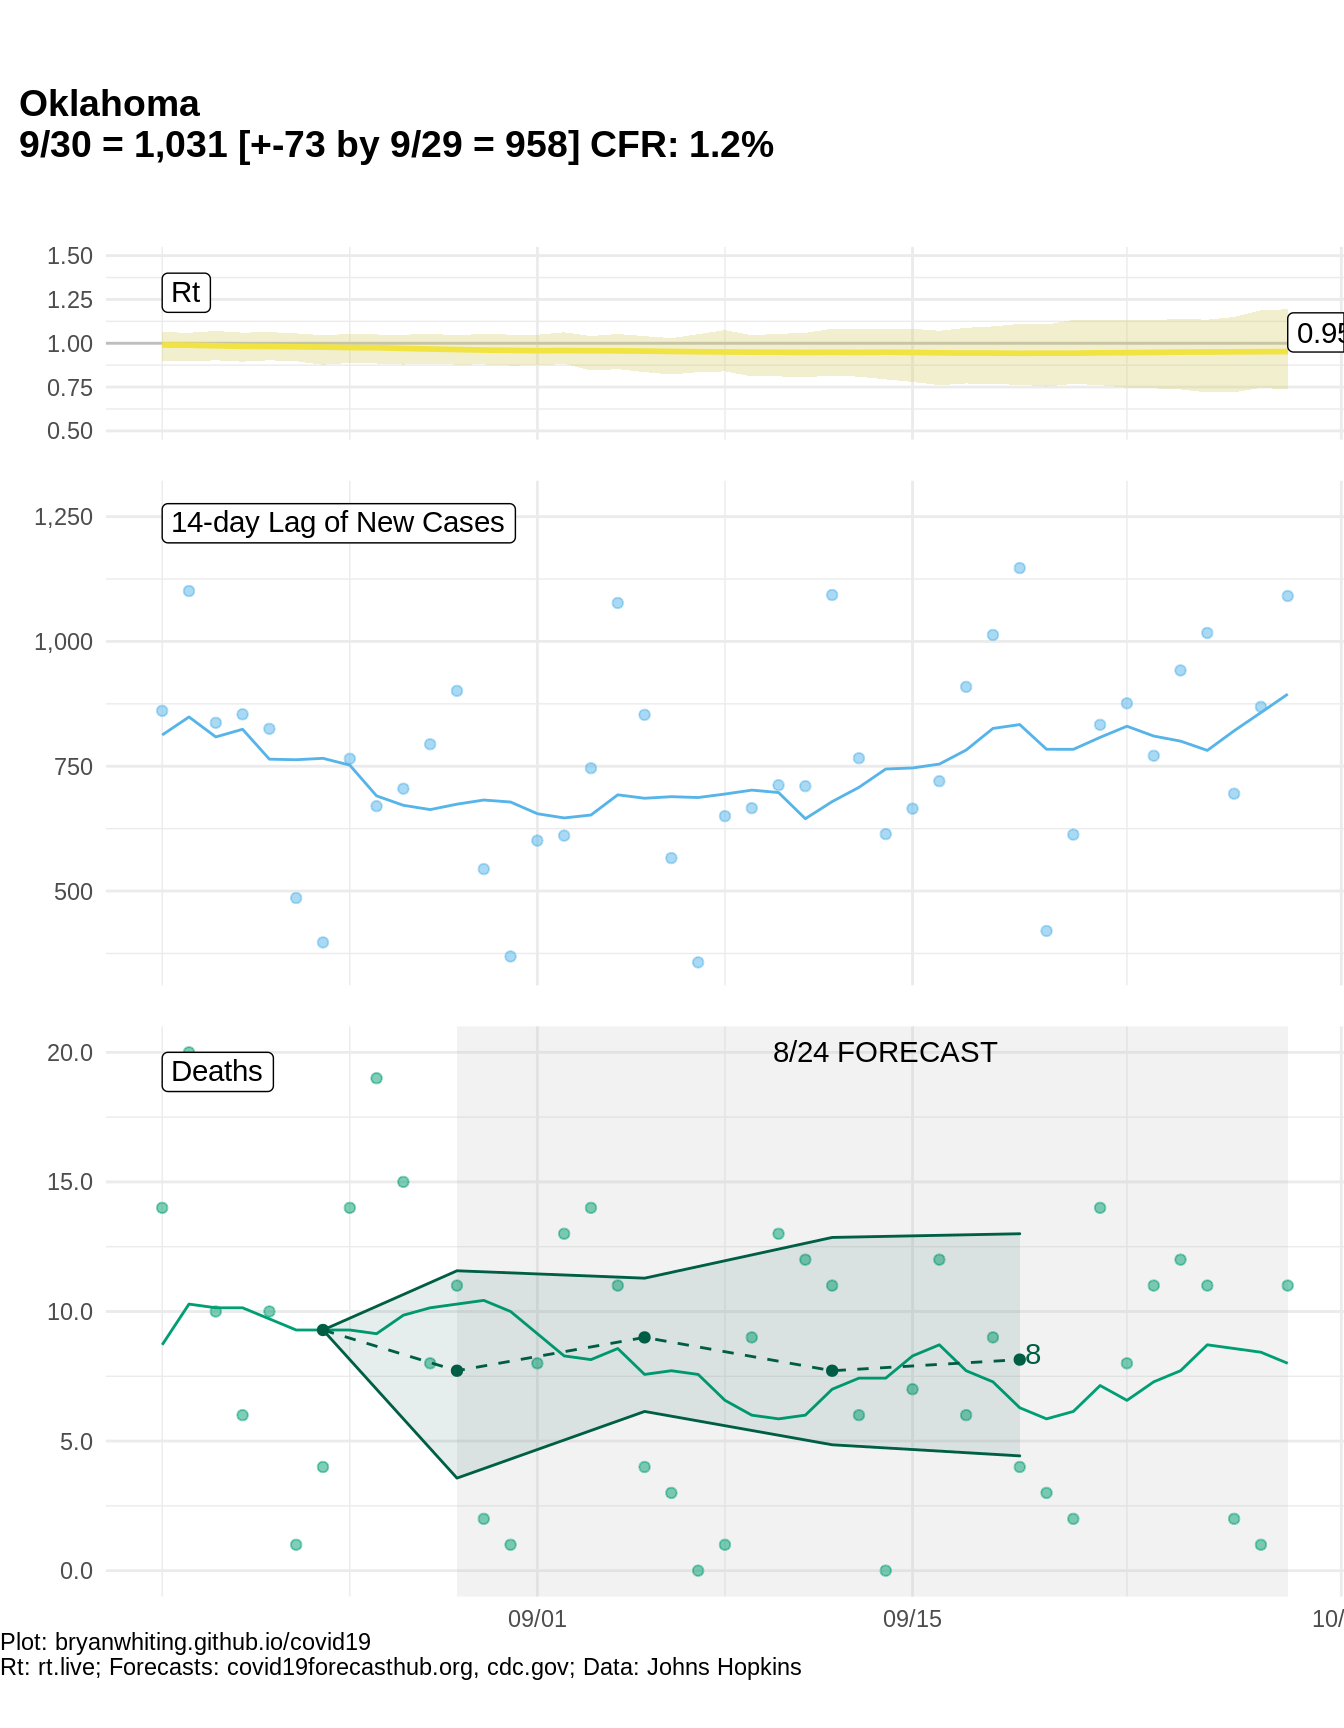 Oklahoma
9/30 = 1,031 [+-73 by 9/29 = 958] CFR: 1.2%
1.50
Rt
1.25
1.00
0.95
0.75
0.50
1,250
14-day Lag of New Cases
1,000
750
500
20.0
8/24 FORECAST
Deaths
15.0
10.0
8
5.0
0.0
09/01
09/15
10/
Plot: bryanwhiting.github.io/covid19
Rt: rt.live; Forecasts: covid19forecasthub.org, cdc.gov; Data: Johns Hopkins